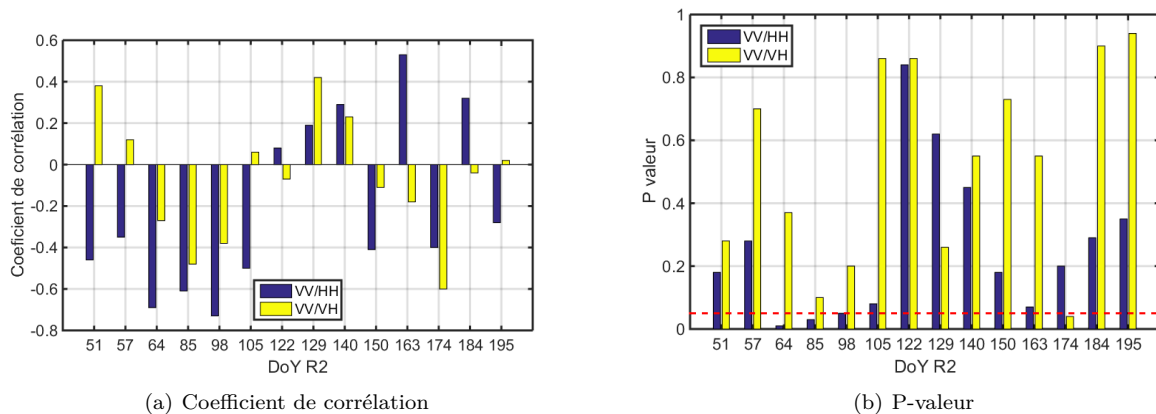 0.6
0.4
0.2
0
-0.2
-0.4
-0.6
-0.8
Coeficient de corrélation
VV/HH
VV/VH
51 57 64 85 98 105 122 129 140 150 163 174 184 195
DoY R2
(a) Coefficient de corrélation
1
0.8
0.6
0.4
0.2
0
P valeur
VV/HH
VV/VH
51 57 64 85 98 105 122 129 140 150 163 174 184 195
DoY R2
(b) P-valeur